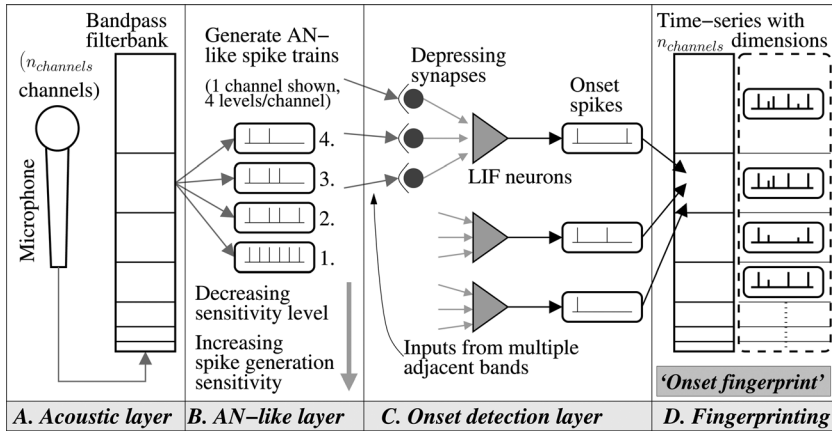 Bandpass
filterbank
(n_channels
channels)
Microphone
A. Acoustic layer
Generate AN−
like spike trains
(1 channel shown,
4 levels/channel)
4.
3.
2.
1.
Decreasing
sensitivity level
Increasing
spike generation
sensitivity
B. AN−like layer
Depressing
synapses
Onset
spikes
LIF neurons
Inputs from multiple
adjacent bands
C. Onset detection layer
Time−series with
n_channels dimensions
‘Onset fingerprint’
D. Fingerprinting